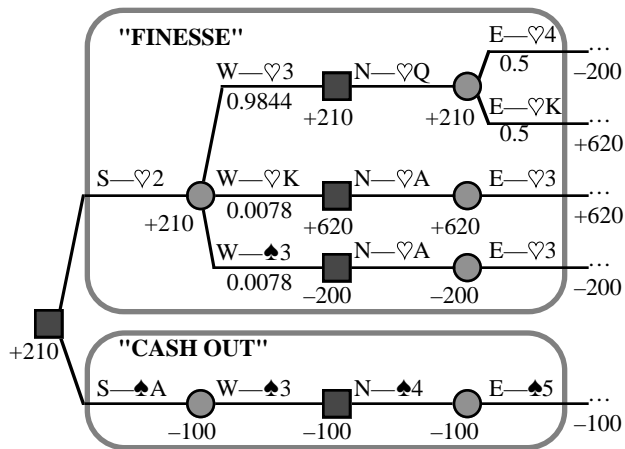 "FINESSE"
E—♡4
0.5
...
–200
W—♡3
0.9844
N—♡Q
+210
+210
E—♡K
0.5
...
+620
S—♡2
+210
W—♡K
0.0078
N—♡A
+620
+620
E—♡3
...
+620
W—♠3
0.0078
N—♡A
–200
–200
E—♡3
...
–200
+210
"CASH OUT"
S—♠A
–100
W—♠3
–100
N—♠4
–100
E—♠5
...
–100